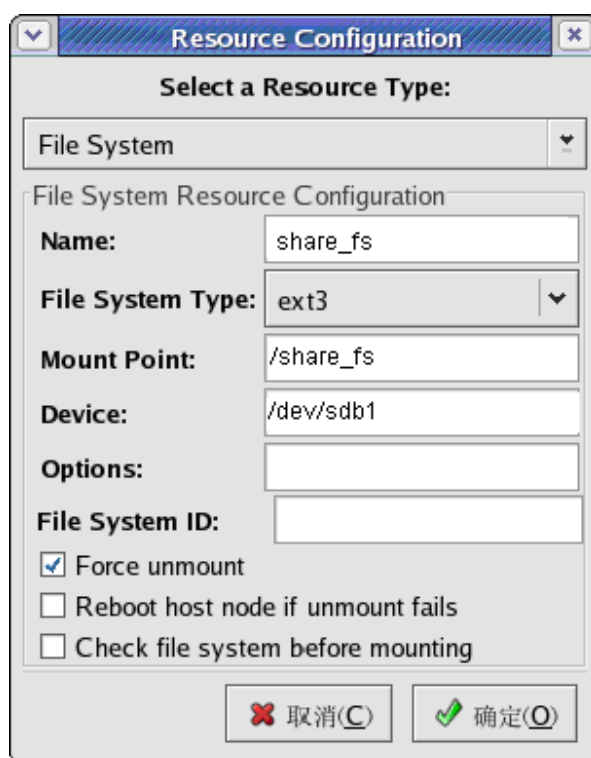 Resource Configuration
Select a Resource Type:
File System
File System Resource Configuration
Name: share_fs
File System Type: ext3
Mount Point: /share_fs
Device: /dev/sdb1
Options:
File System ID:
Force unmount
Reboot host node if unmount fails
Check file system before mounting
取消(C) 确定(O)